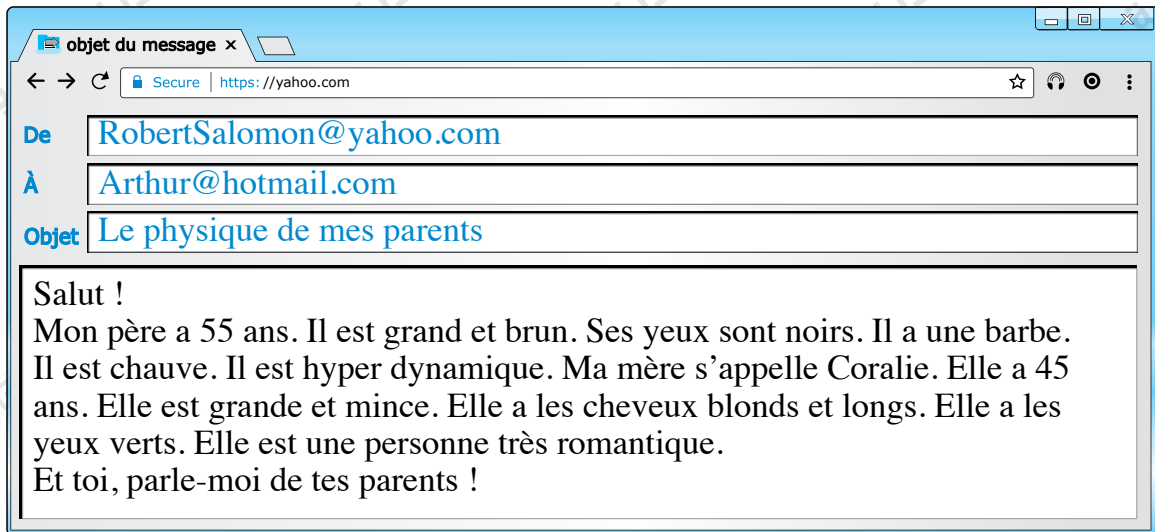 objet du message ×
Secure | https://yahoo.com
De RobertSalomon@yahoo.com
À Arthur@hotmail.com
Objet Le physique de mes parents
Salut !
Mon père a 55 ans. Il est grand et brun. Ses yeux sont noirs. Il a une barbe.
Il est chauve. Il est hyper dynamique. Ma mère s’appelle Coralie. Elle a 45
ans. Elle est grande et mince. Elle a les cheveux blonds et longs. Elle a les
yeux verts. Elle est une personne très romantique.
Et toi, parle-moi de tes parents !